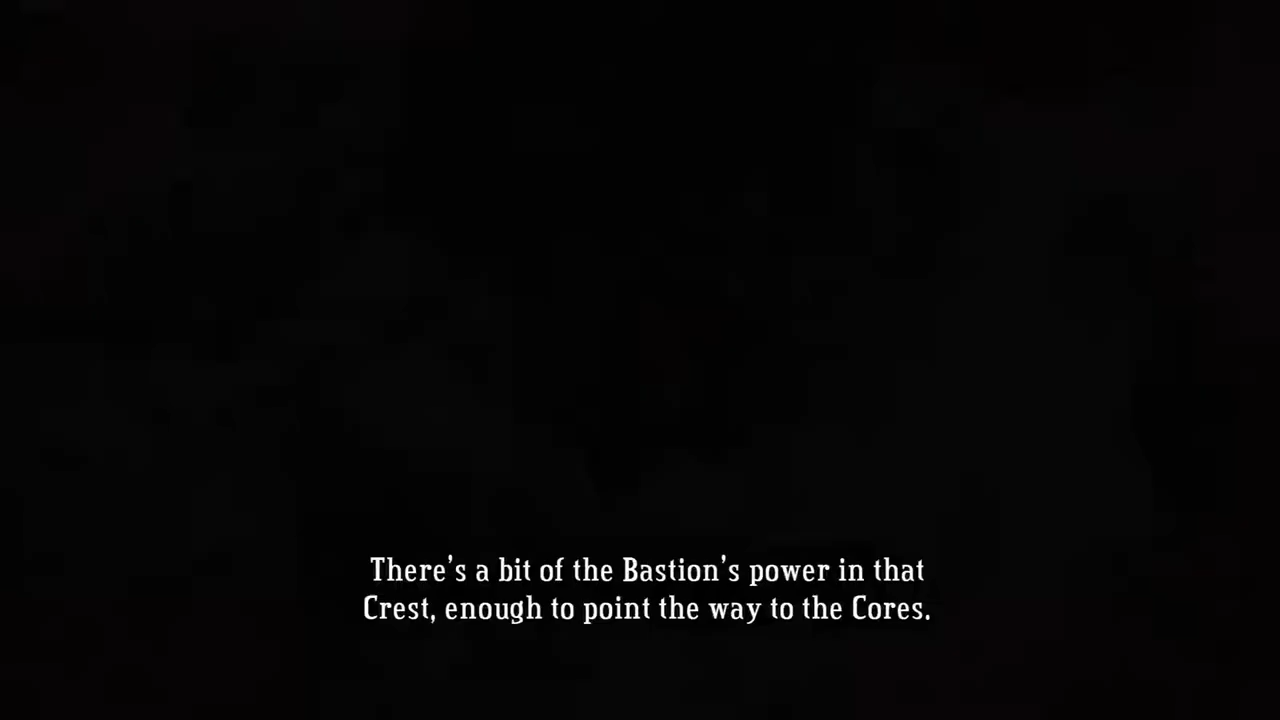 There's a bit of the Bastion's power in that
Crest, enough to point the way to the Cores.